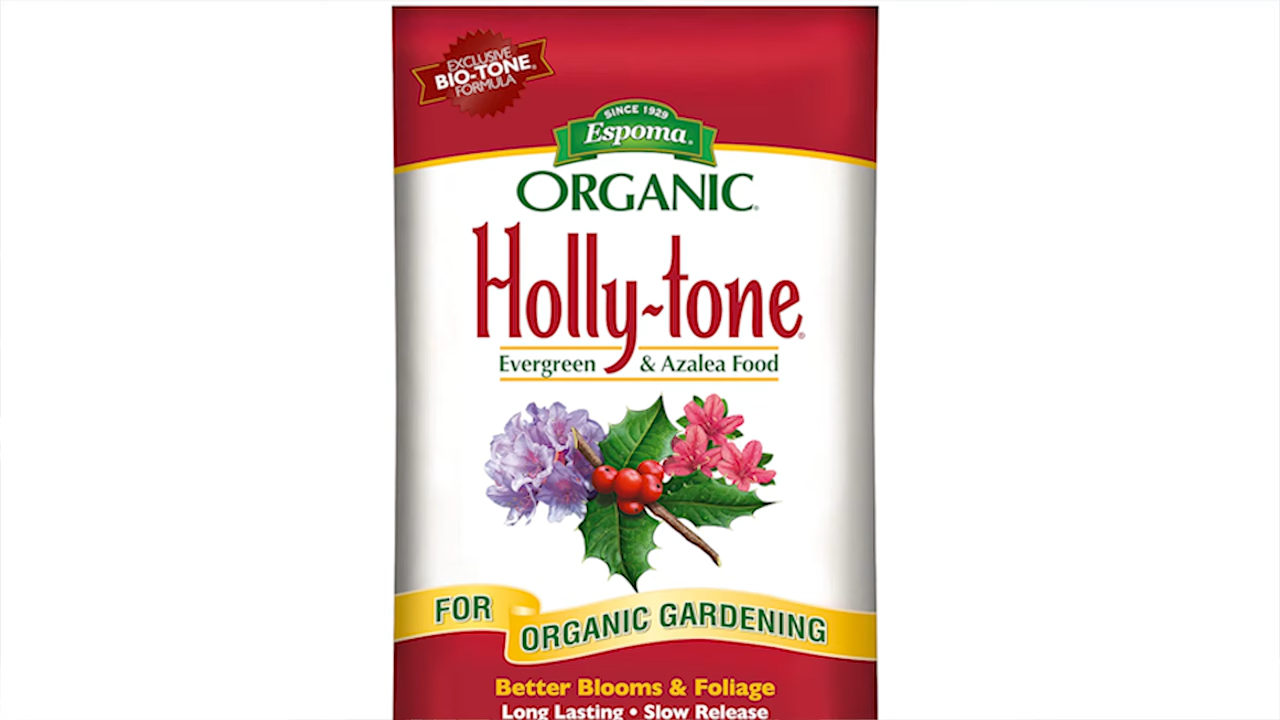 EXCLUSIVE
BIO-TONE®
FORMULA
SINCE 1929
Espoma®
ORGANIC®
Holly-tone®
Evergreen & Azalea Food
FOR ORGANIC GARDENING
Better Blooms & Foliage
Long Lasting • Slow Release